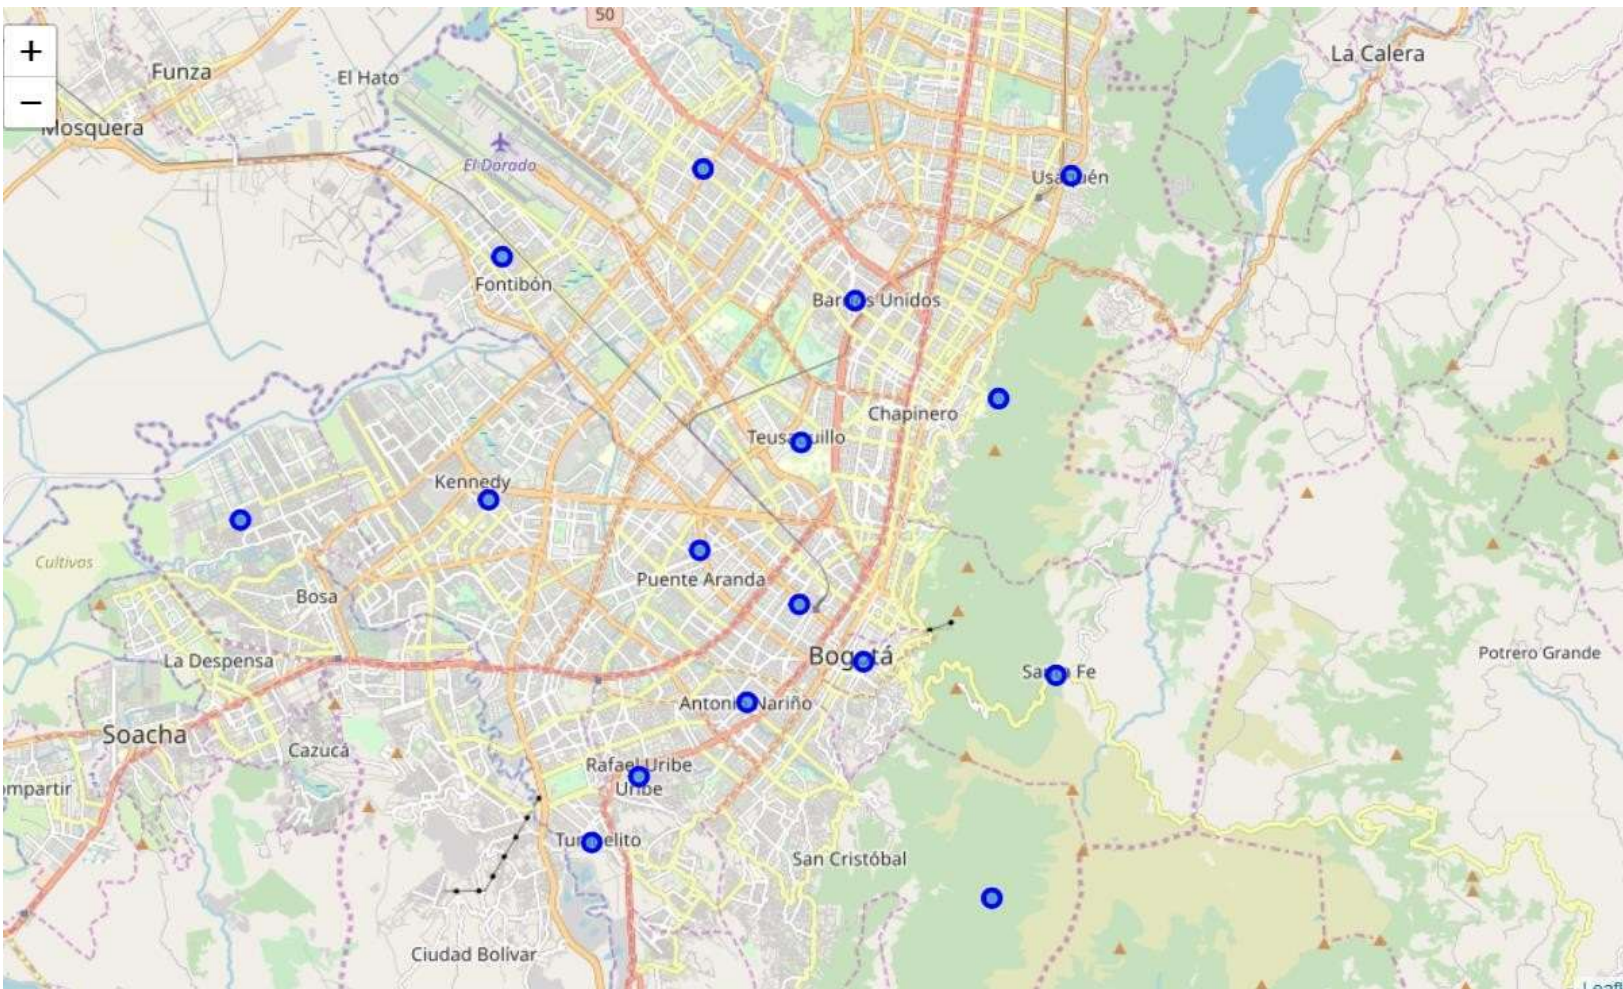 50
+
−
La Calera
Funza
El Hato
Mosquera
El Dorado
Usaquén
Fontibón
Barrios Unidos
Chapinero
Teusaquillo
Kennedy
Cultivos
Puente Aranda
Bosa
Bogotá
La Despensa
Potrero Grande
Santa Fe
Antonio Nariño
Soacha
Cazucá
Rafael Uribe
Uribe
ompartir
Tunjuelito
San Cristóbal
Ciudad Bolívar